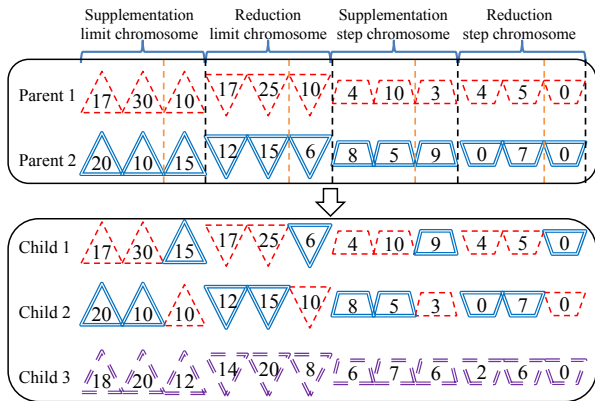 Supplementation limit chromosome
Reduction limit chromosome
Supplementation step chromosome
Reduction step chromosome
Parent 1 17 30 10 17 25 10 4 10 3 4 5 0
Parent 2 20 10 15 12 15 6 8 5 9 0 7 0
Child 1 17 30 15 17 25 6 4 10 9 4 5 0
Child 2 20 10 10 12 15 10 8 5 3 0 7 0
Child 3 18 20 12 14 20 8 6 7 6 2 6 0